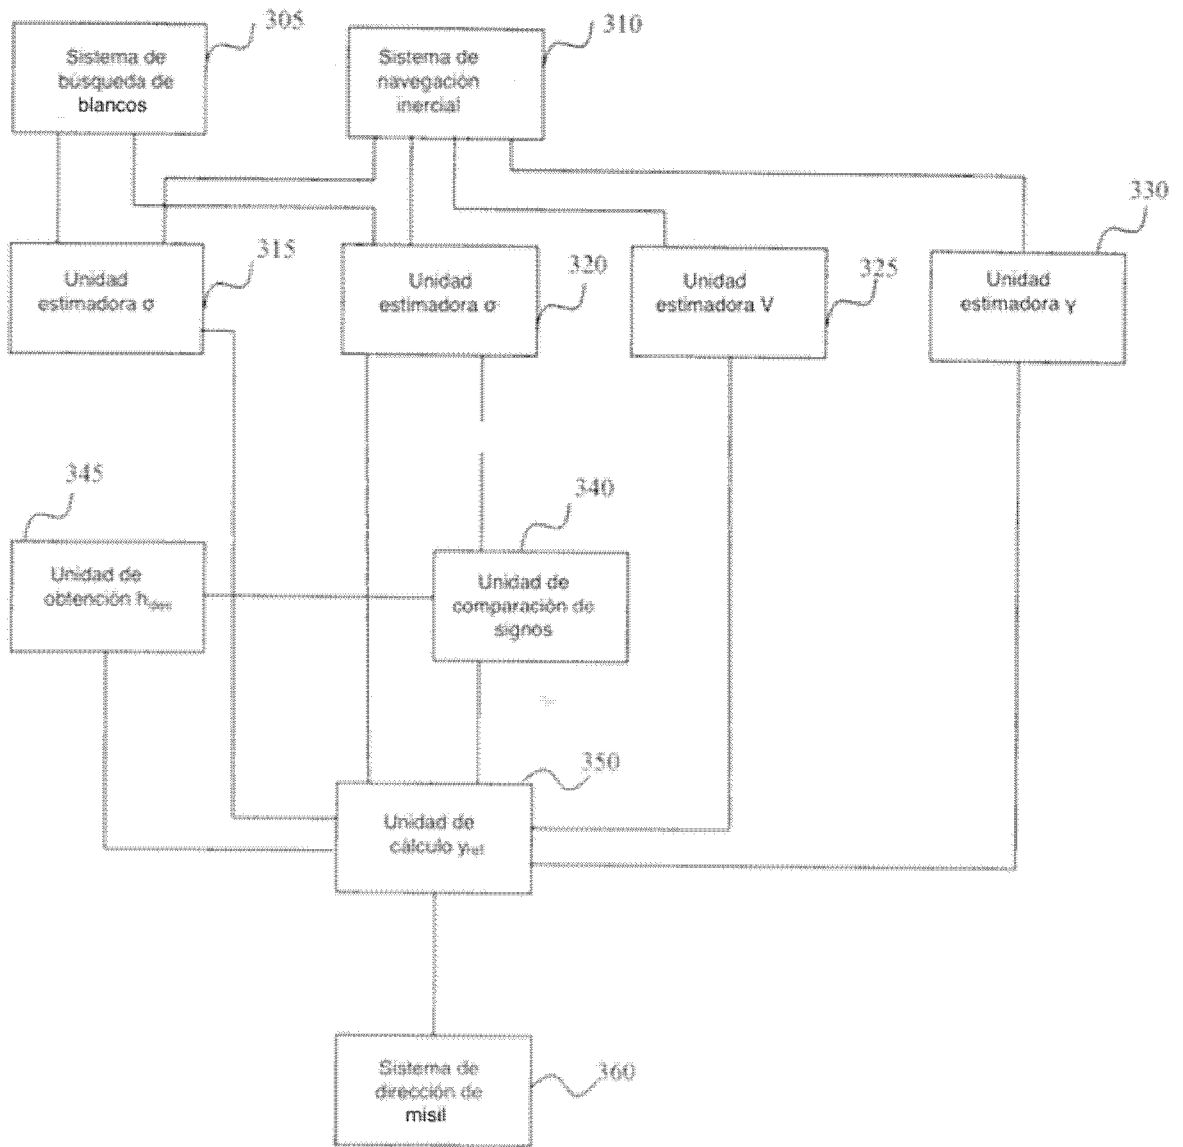 305
Sistema de
búsqueda de
blancos
310
Sistema de
navegación
inercial
315
Unidad
estimadora σ
320
Unidad
estimadora σ
325
Unidad
estimadora V
330
Unidad
estimadora γ
345
Unidad de
obtención
340
Unidad de
comparación de
signos
350
Unidad de
cálculo
360
Sistema de
dirección de
misil